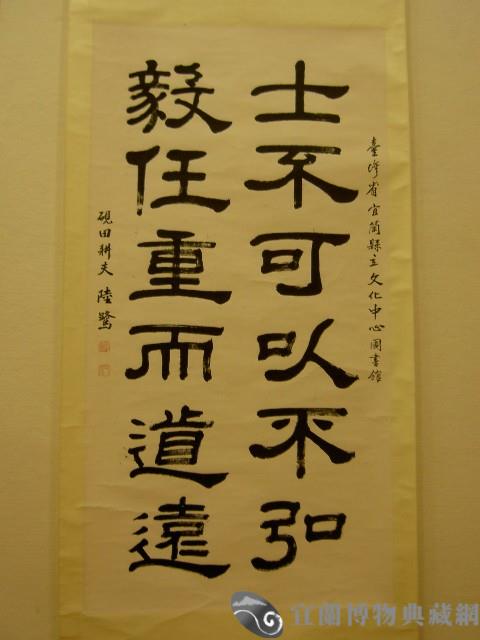 臺灣省宜蘭縣立文化中心圖書館
士不可以不弘
毅任重而道遠
硯田耕夫 陸鷺
宜蘭博物典藏網